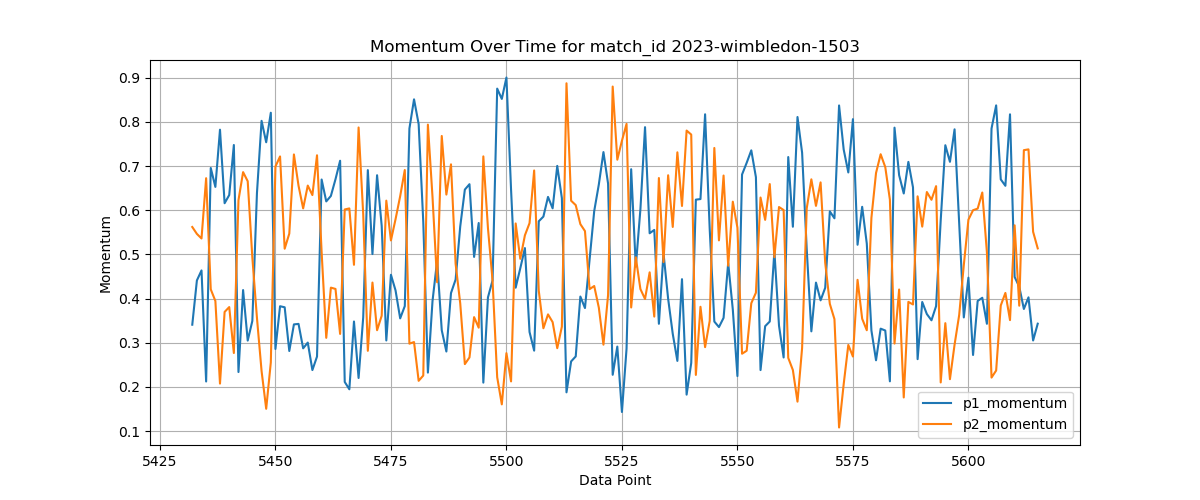 Momentum Over Time for match_id 2023-wimbledon-1503
Momentum
0.9
0.8
0.7
0.6
0.5
0.4
0.3
0.2
0.1
p1_momentum
p2_momentum
5425 5450 5475 5500 5525 5550 5575 5600
Data Point